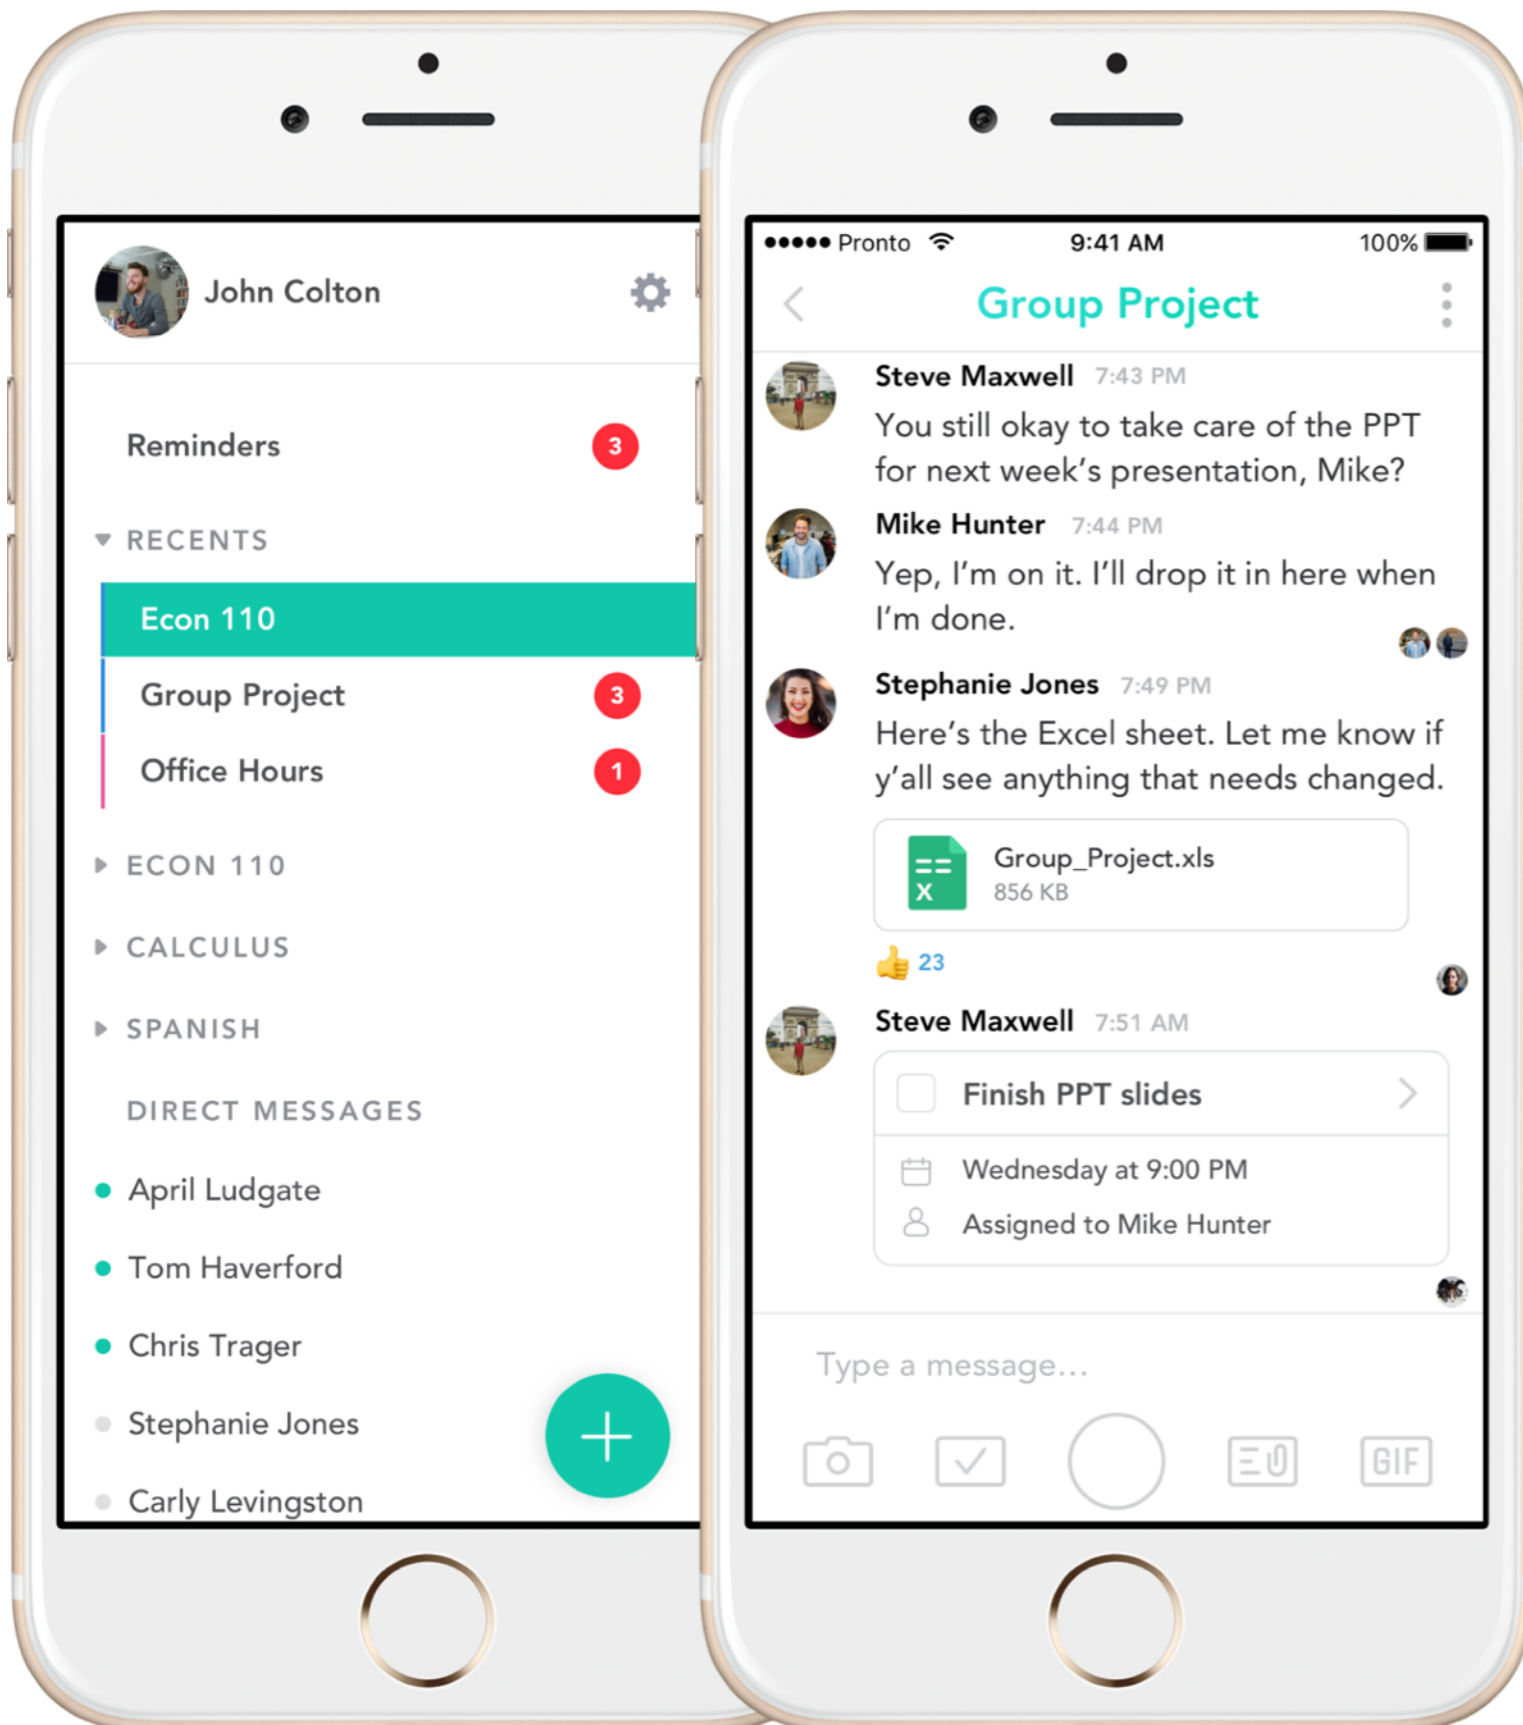 John Colton
Reminders 3
RECENTS
Econ 110
Group Project 3
Office Hours 1
ECON 110
CALCULUS
SPANISH
DIRECT MESSAGES
April Ludgate
Tom Haverford
Chris Trager
Stephanie Jones
Carly Levingston
Pronto 9:41 AM 100%
Group Project
Steve Maxwell 7:43 PM
You still okay to take care of the PPT
for next week's presentation, Mike?
Mike Hunter 7:44 PM
Yep, I'm on it. I'll drop it in here when
I'm done.
Stephanie Jones 7:49 PM
Here's the Excel sheet. Let me know if
y'all see anything that needs changed.
X
Group_Project.xls
856 KB
23
Steve Maxwell 7:51 AM
Finish PPT slides
Wednesday at 9:00 PM
Assigned to Mike Hunter
Type a message...
GIF